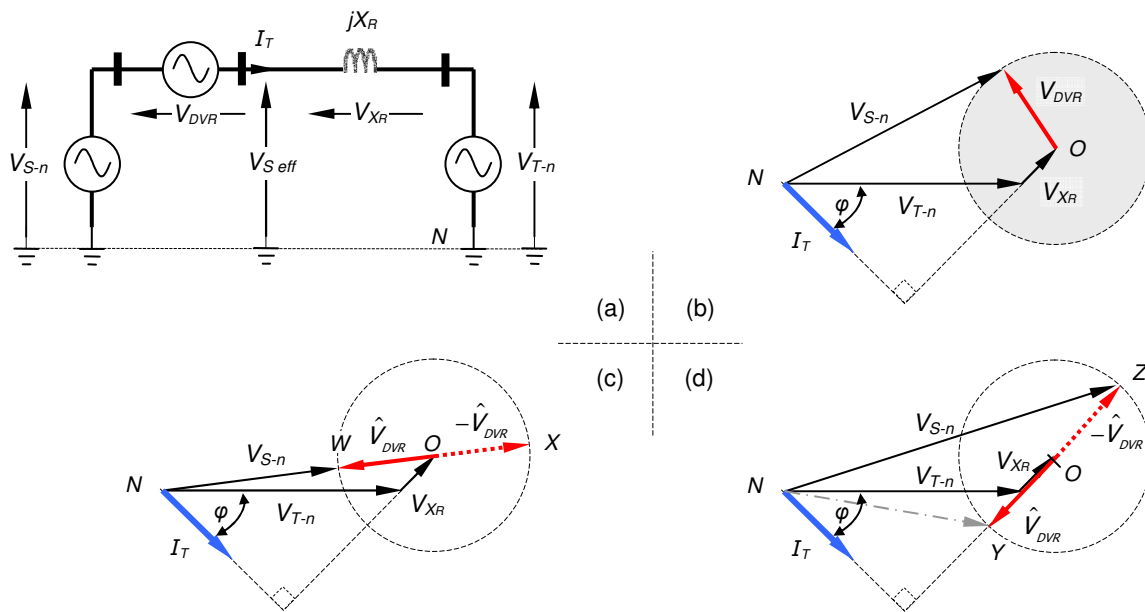 I_T
jX_R
V_DVR
V_XR
V_S-n
V_S eff
V_T-n
N
V_S-n
V_DVR
O
N
V_XR
V_T-n
φ
I_T
(a)
(b)
(c)
(d)
V_S-n
W
V̂_DVR
O
−V̂_DVR
X
N
V_T-n
V_XR
φ
I_T
Z
V_S-n
−V̂_DVR
V_XR
O
N
V_T-n
φ
V̂_DVR
I_T
Y